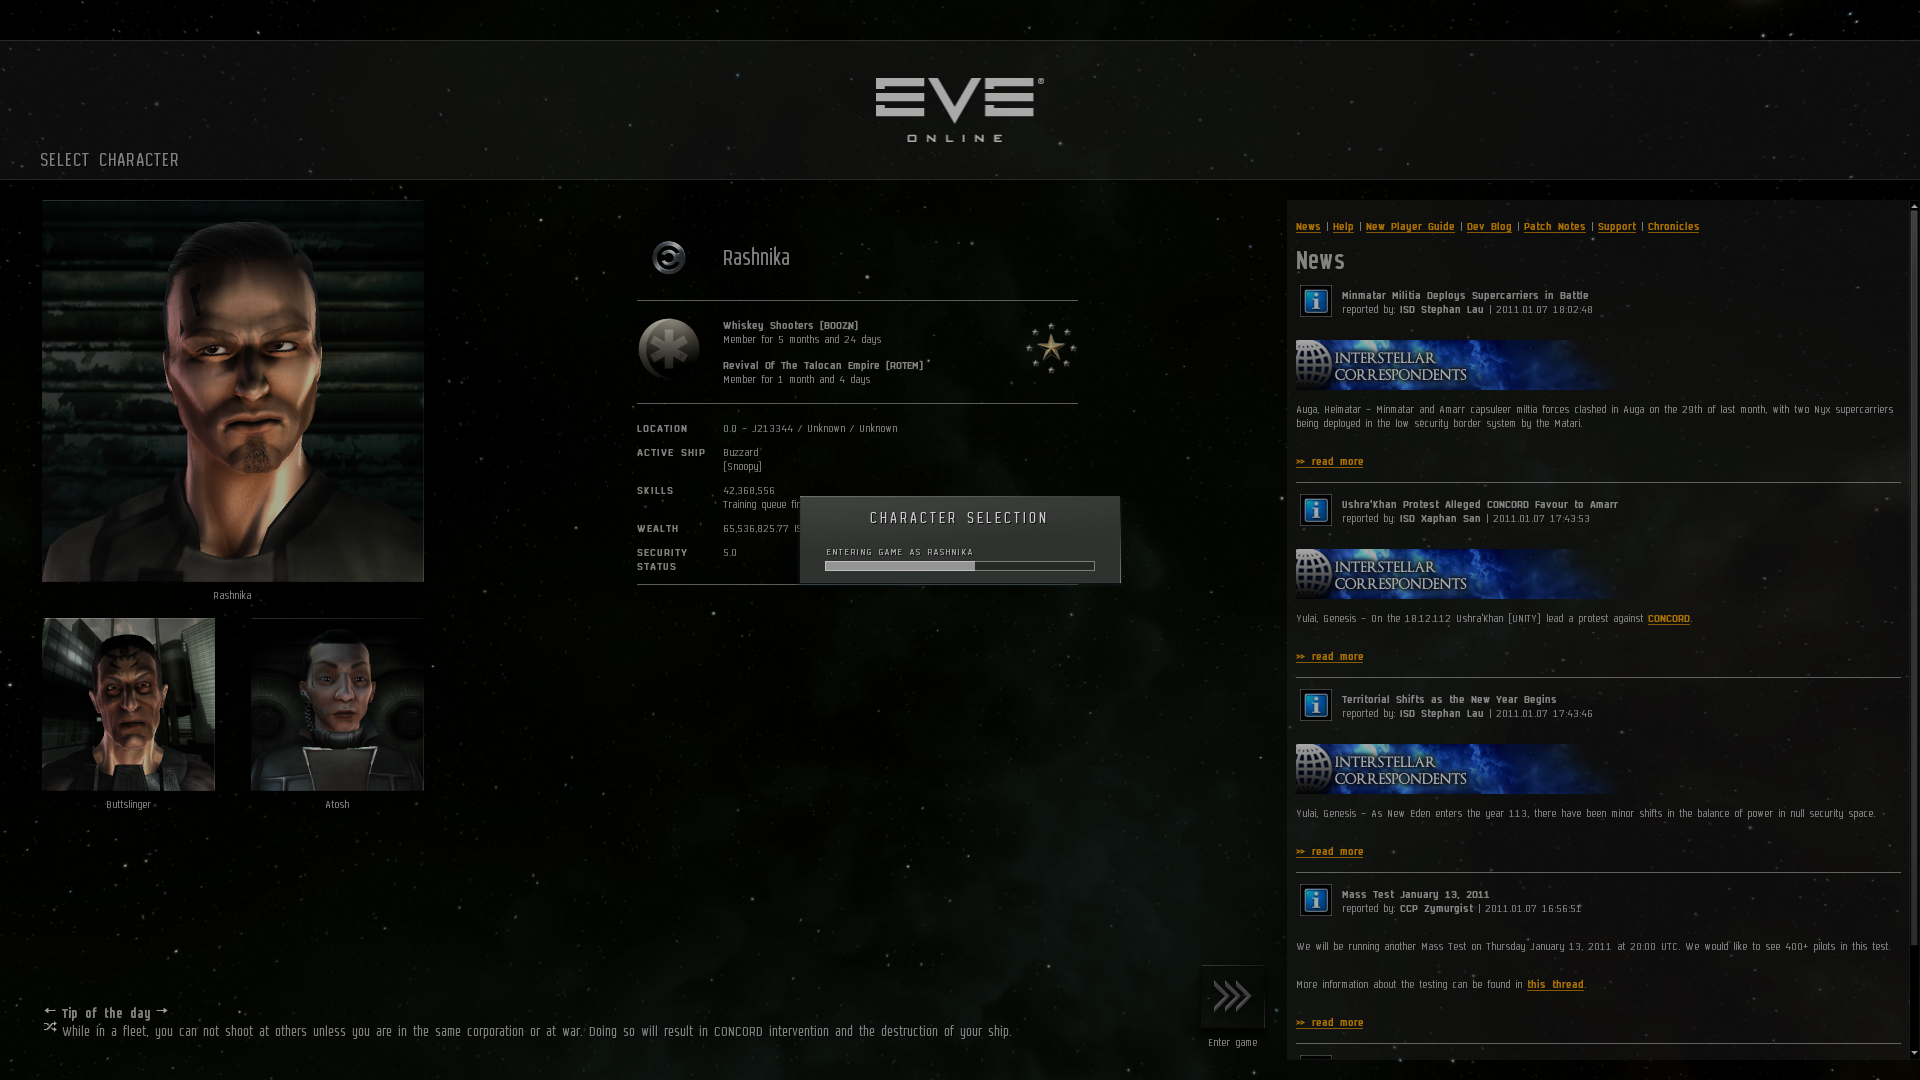 EVE®
ONLINE
SELECT CHARACTER
Rashnika
Buttslinger
Atosh
Rashnika
Whiskey Shooters [BOOZN]
Member for 5 months and 24 days
Revival Of The Talocan Empire [ROTEM]
Member for 1 month and 4 days
LOCATION 0.0 - J213344 / Unknown / Unknown
ACTIVE SHIP Buzzard
[Snoopy]
SKILLS 42,368,556
Training queue
WEALTH 65,536,825.77
SECURITY STATUS 5.0
CHARACTER SELECTION
ENTERING GAME AS RASHNIKA
News | Help | New Player Guide | Dev Blog | Patch Notes | Support | Chronicles
News
Minmatar Militia Deploys Supercarriers in Battle
reported by: ISD Stephan Lau | 2011.01.07 18:02:48
INTERSTELLAR
CORRESPONDENTS
Auga, Heimatar - Minmatar and Amarr capsuleer miltia forces clashed in Auga on the 29th of last month, with two Nyx supercarriers
being deployed in the low security border system by the Matari.
>> read more
Ushra'Khan Protest Alleged CONCORD Favour to Amarr
reported by: ISD Xaphan San | 2011.01.07 17:43:53
INTERSTELLAR
CORRESPONDENTS
Yulai, Genesis - On the 18.12.112 Ushra'Khan [UNITY] lead a protest against CONCORD.
>> read more
Territorial Shifts as the New Year Begins
reported by: ISD Stephan Lau | 2011.01.07 17:43:46
INTERSTELLAR
CORRESPONDENTS
Yulai, Genesis - As New Eden enters the year 113, there have been minor shifts in the balance of power in null security space.
>> read more
Mass Test January 13, 2011
reported by: CCP Zymurgist | 2011.01.07 16:56:51
We will be running another Mass Test on Thursday January 13, 2011 at 20:00 UTC. We would like to see 400+ pilots in this test.
More information about the testing can be found in this thread.
>> read more
Tip of the day
While in a fleet, you can not shoot at others unless you are in the same corporation or at war. Doing so will result in CONCORD intervention and the destruction of your ship.
Enter game